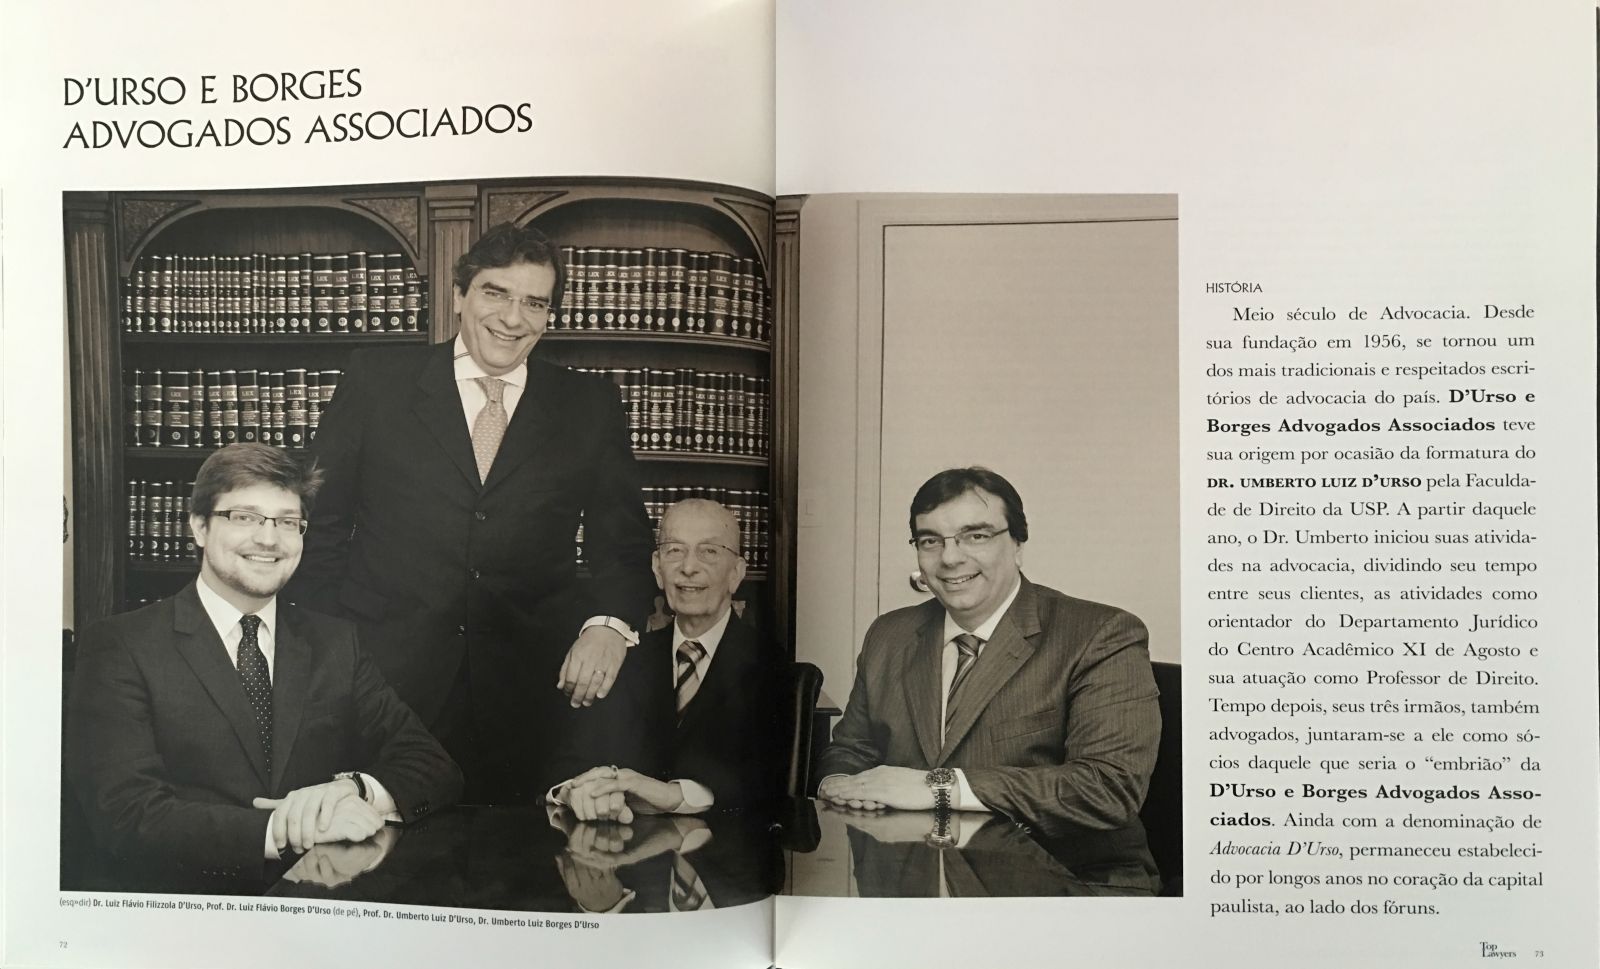 D'URSO E BORGES
ADVOGADOS ASSOCIADOS
LEX
(esq»dir) Dr. Luiz Flávio Filizzola D'Urso, Prof. Dr. Luiz Flávio Borges D'Urso (de pé), Prof. Dr. Umberto Luiz D'Urso, Dr. Umberto Luiz Borges D'Urso
72
HISTÓRIA
Meio século de Advocacia. Desde
sua fundação em 1956, se tornou um
dos mais tradicionais e respeitados escri-
tórios de advocacia do país. D'Urso e
Borges Advogados Associados teve
sua origem por ocasião da formatura do
DR. UMBERTO LUIZ D'URSO pela Faculda-
de de Direito da USP. A partir daquele
ano, o Dr. Umberto iniciou suas ativida-
des na advocacia, dividindo seu tempo
entre seus clientes, as atividades como
orientador do Departamento Jurídico
do Centro Acadêmico XI de Agosto e
sua atuação como Professor de Direito.
Tempo depois, seus três irmãos, também
advogados, juntaram-se a ele como só-
cios daquele que seria o “embrião” da
D'Urso e Borges Advogados Asso-
ciados. Ainda com a denominação de
Advocacia D'Urso, permaneceu estabeleci-
do por longos anos no coração da capital
paulista, ao lado dos fóruns.
Top
Lawyers
73